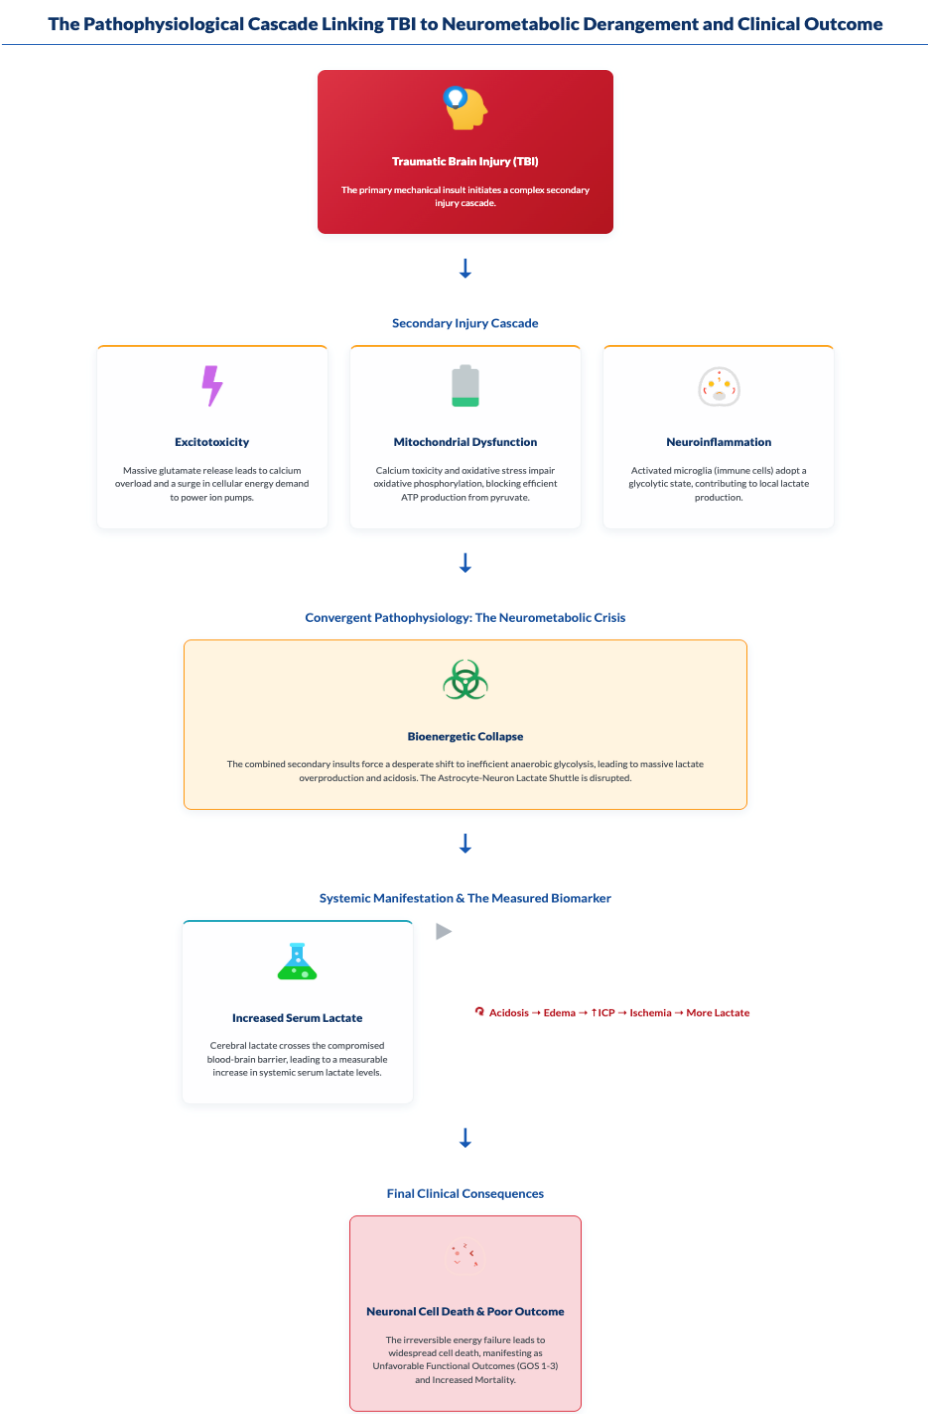 The Pathophysiological Cascade Linking TBI to Neurometabolic Derangement and Clinical Outcome
Traumatic Brain Injury (TBI)
The primary mechanical insult initiates a complex secondary
injury cascade.
Secondary Injury Cascade
Excitotoxicity
Massive glutamate release leads to calcium
overload and a surge in cellular energy demand
to power ion pumps.
Mitochondrial Dysfunction
Calcium toxicity and oxidative stress impair
oxidative phosphorylation, blocking efficient
ATP production from pyruvate.
Neuroinflammation
Activated microglia (immune cells) adopt a
glycolytic state, contributing to local lactate
production.
Convergent Pathophysiology: The Neurometabolic Crisis
Bioenergetic Collapse
The combined secondary insults force a desperate shift to inefficient anaerobic glycolysis, leading to massive lactate
overproduction and acidosis. The Astrocyte-Neuron Lactate Shuttle is disrupted.
Systemic Manifestation & The Measured Biomarker
Increased Serum Lactate
Cerebral lactate crosses the compromised
blood-brain barrier, leading to a measurable
increase in systemic serum lactate levels.
Acidosis → Edema → ↑ICP → Ischemia → More Lactate
Final Clinical Consequences
Neuronal Cell Death & Poor Outcome
The irreversible energy failure leads to
widespread cell death, manifesting as
Unfavorable Functional Outcomes (GOS 1-3)
and Increased Mortality.